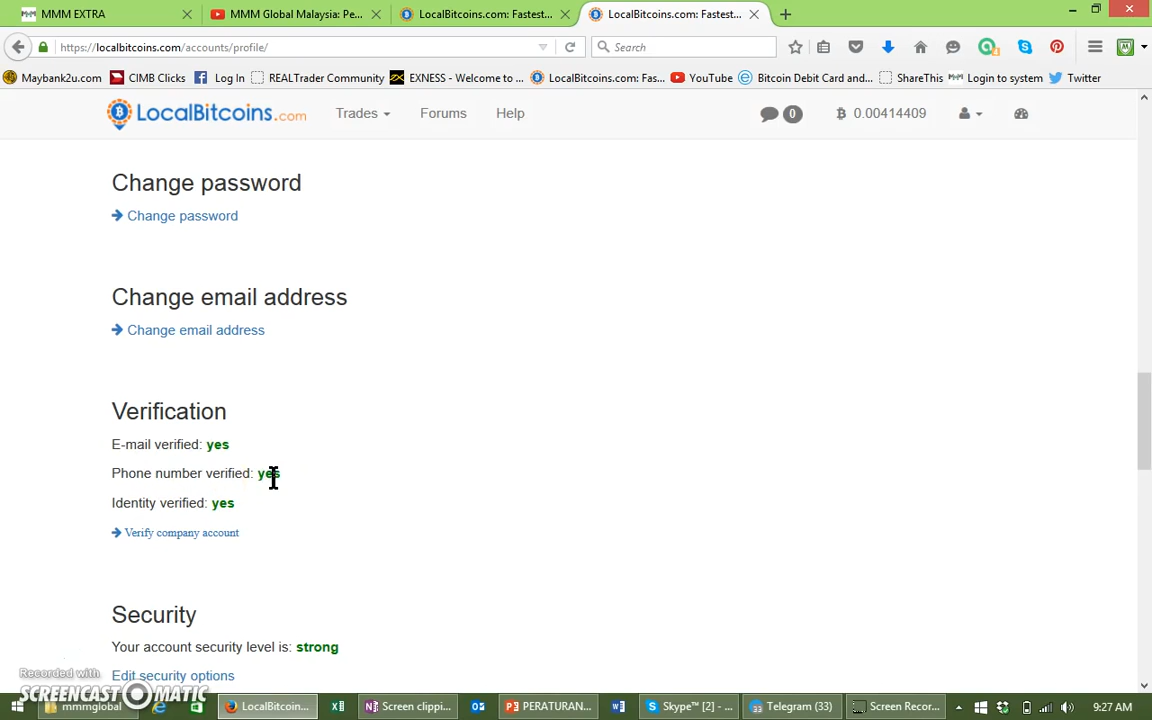 MMM EXTRA
MMM Global Malaysia: Pe...
LocalBitcoins.com: Fastest...
LocalBitcoins.com: Fastest...
https://localbitcoins.com/accounts/profile/
Search
Maybank2u.com
CIMB Clicks
Log In
REALTrader Community
EXNESS - Welcome to ...
LocalBitcoins.com: Fas...
YouTube
Bitcoin Debit Card and...
ShareThis
Login to system
Twitter
LocalBitcoins.com
Trades
Forums
Help
0
0.00414409
Change password
Change password
Change email address
Change email address
Verification
E-mail verified: yes
Phone number verified: yes
Identity verified: yes
Verify company account
Security
Your account security level is: strong
Edit security options
Recorded with
SCREENCAST-O-MATIC
mmmglobal
LocalBitcoin...
Screen clippi...
PERATURAN...
Skype™ [2] - ...
Telegram (33)
Screen Recor...
9:27 AM